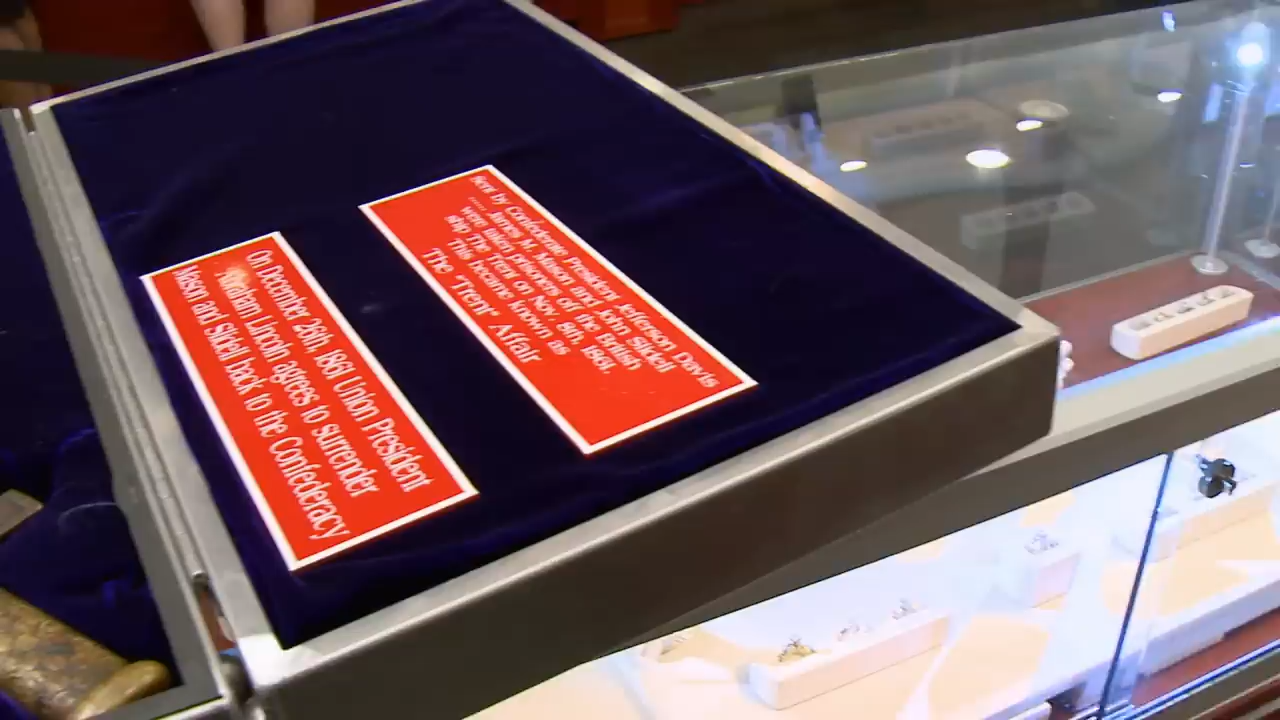 Sent by Confederate President Jefferson Davis
..... James M. Mason and John Slidell
were taken prisoners of the British
ship The Trent on Nov. 8th, 1861.
This became known as
The "Trent" Affair
On December 26th, 1861 Union President
Abraham Lincoln agrees to surrender
Mason and Slidell back to the Confederacy